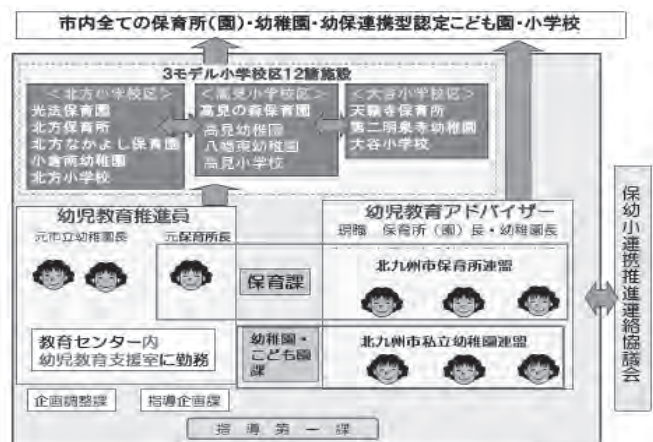 市内全ての保育所(園)・幼稚園・幼保連携型認定こども園・小学校
3モデル小学校区12箇施設
<北方小学校区>
光法保育園
北方保育所
北方なかよし保育園
小倉南幼稚園
北方小学校
<高見小学校区>
高見の森保育園
高見幼稚園
八幡東幼稚園
高見小学校
<大谷小学校区>
天籟寺保育所
第二明泉寺幼稚園
大谷小学校
幼児教育推進員
元市立幼稚園長
元保育所長
幼児教育アドバイザー
現職 保育所(園)長・幼稚園長
保育課
北九州市保育所連盟
教育センター内
幼児教育支援室に勤務
幼稚園・
こども園
課
北九州市私立幼稚園連盟
企画調整課
指導企画課
指導第一課
保幼小連携推進連絡協議会